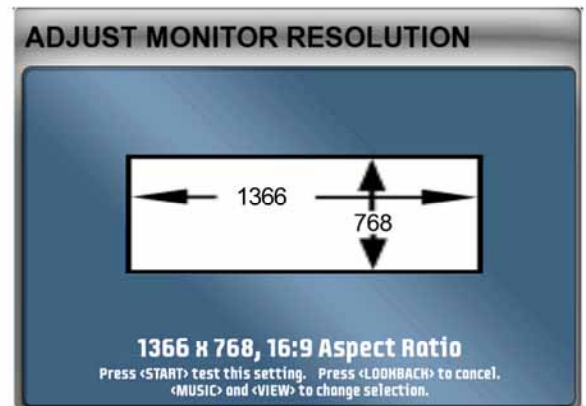 ADJUST MONITOR RESOLUTION
1366
768
1366 x 768, 16:9 Aspect Ratio
Press <START> test this setting. Press <LOOKBACK> to cancel.
<MUSIC> and <VIEW> to change selection.